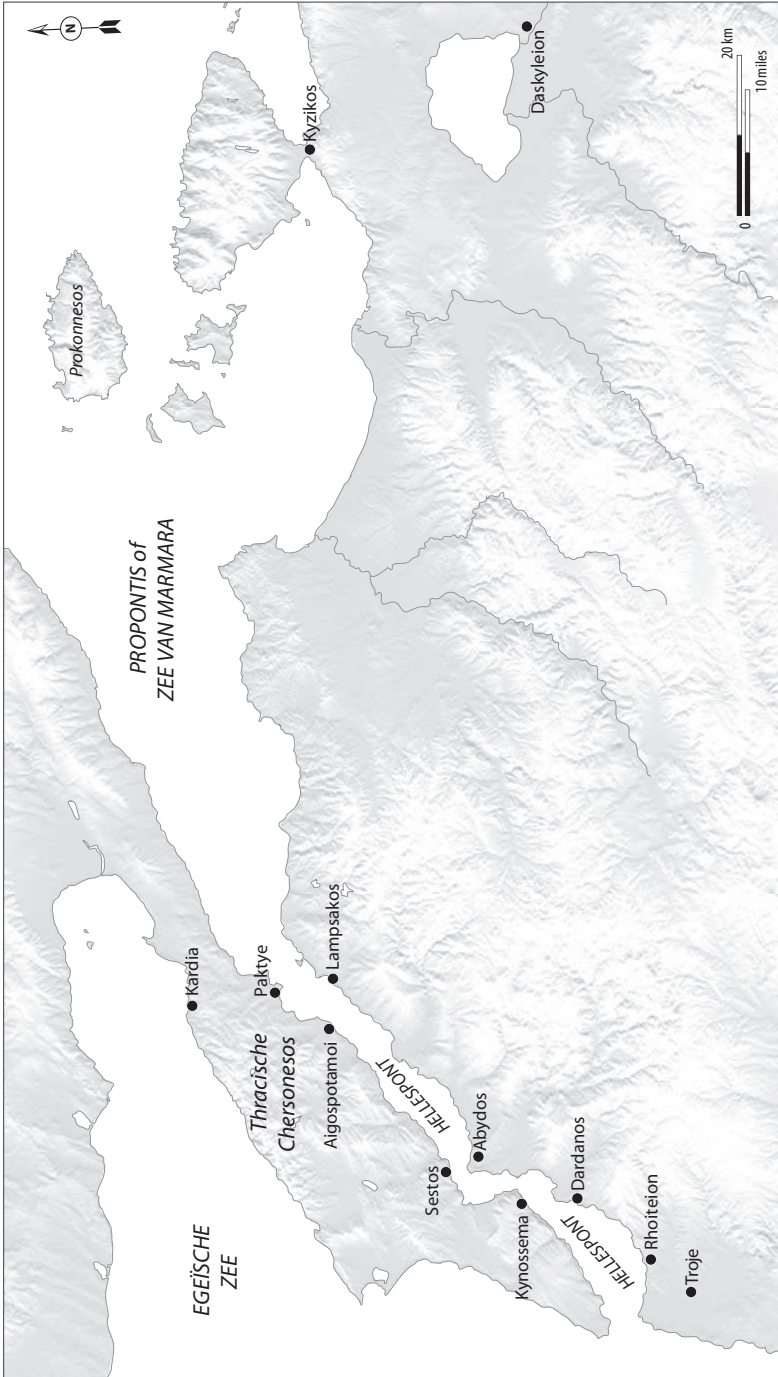 N
Prokonnesos
Kyzikos
Daskyleion
PROPONTIS of
ZEE VAN MARMARA
Kardia
Paktye
Lampsakos
Thracische
Chersonesos
Aigospotamoi
HELLESPONT
EGEÏSCHE
ZEE
Sestos
Abydos
Kynossema
Dardanos
HELLESPONT
Rhoiteion
Troje
0
20 km
10 miles